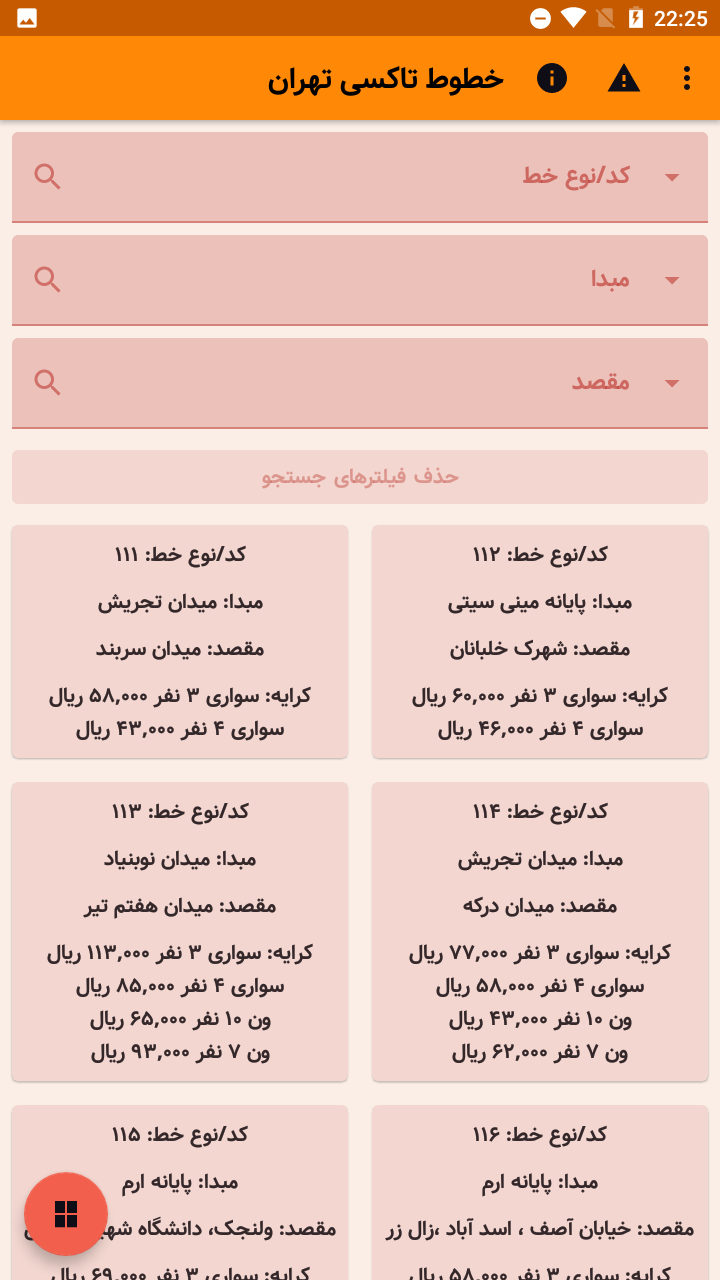 22:25
خطوط تاکسی تهران
کد/نوع خط
مبدا
مقصد
حذف فیلترهای جستجو
کد/نوع خط: ۱۱۲
مبدا: پایانه مینی سیتی
مقصد: شهرک خلبانان
کرایه: سواری ۳ نفر ۶۰,۰۰۰ ریال
سواری ۴ نفر ۴۶,۰۰۰ ریال
کد/نوع خط: ۱۱۱
مبدا: میدان تجریش
مقصد: میدان سربند
کرایه: سواری ۳ نفر ۵۸,۰۰۰ ریال
سواری ۴ نفر ۴۳,۰۰۰ ریال
کد/نوع خط: ۱۱۴
مبدا: میدان تجریش
مقصد: میدان درکه
کرایه: سواری ۳ نفر ۷۷,۰۰۰ ریال
سواری ۴ نفر ۵۸,۰۰۰ ریال
ون ۱۰ نفر ۴۳,۰۰۰ ریال
ون ۷ نفر ۶۲,۰۰۰ ریال
کد/نوع خط: ۱۱۳
مبدا: میدان نوبنیاد
مقصد: میدان هفتم تیر
کرایه: سواری ۳ نفر ۱۱۳,۰۰۰ ریال
سواری ۴ نفر ۸۵,۰۰۰ ریال
ون ۱۰ نفر ۶۵,۰۰۰ ریال
ون ۷ نفر ۹۳,۰۰۰ ریال
کد/نوع خط: ۱۱۶
مبدا: پایانه ارم
مقصد: خیابان آصف ، اسد آباد ،زال زر
کرایه: سواری ۳ نفر ۵۸,۰۰۰ ریال
کد/نوع خط: ۱۱۵
مبدا: پایانه ارم
مقصد: ولنجک، دانشگاه
کرایه: سواری ۳ نفر ۶۹,۰۰۰ ریال